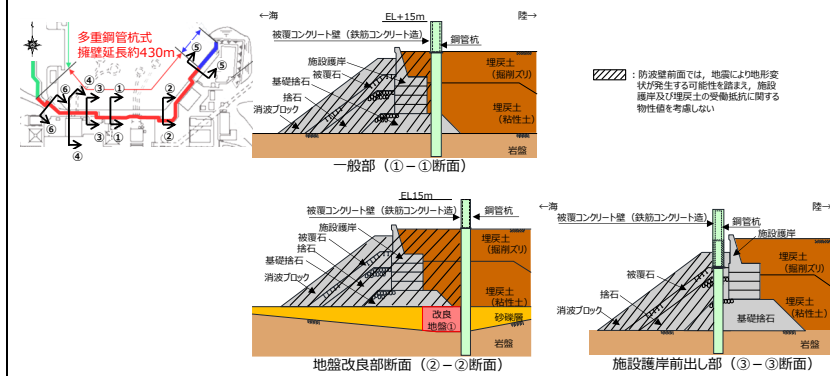 多重鋼管杭式
擁壁延長約430m
⑤
⑤
④
⑥
③
①
②
⑥
③
①
②
④
←海
EL+15m
陸→
被覆コンクリート壁（鉄筋コンクリート造）
鋼管杭
施設護岸
被覆石
基礎捨石
捨石
消波ブロック
埋戻土
（掘削ズリ）
埋戻土
（粘性土）
岩盤
一般部（①－①断面）
：防波壁前面では，地震により地形変
状が発生する可能性を踏まえ，施設
護岸及び埋戻土の受働抵抗に関する
物性値を考慮しない
EL15m
被覆コンクリート壁（鉄筋コンクリート造）
鋼管杭
施設護岸
被覆石
捨石
基礎捨石
消波ブロック
埋戻土
（掘削ズリ）
埋戻土
（粘性土）
改良
地盤①
砂礫層
岩盤
地盤改良部断面（②－②断面）
←海
陸→
被覆コンクリート壁（鉄筋コンクリート造）
鋼管杭
施設護岸
被覆石
捨石
消波ブロック
埋戻土
（掘削ズリ）
埋戻土
（粘性土）
基礎捨石
岩盤
施設護岸前出し部（③－③断面）